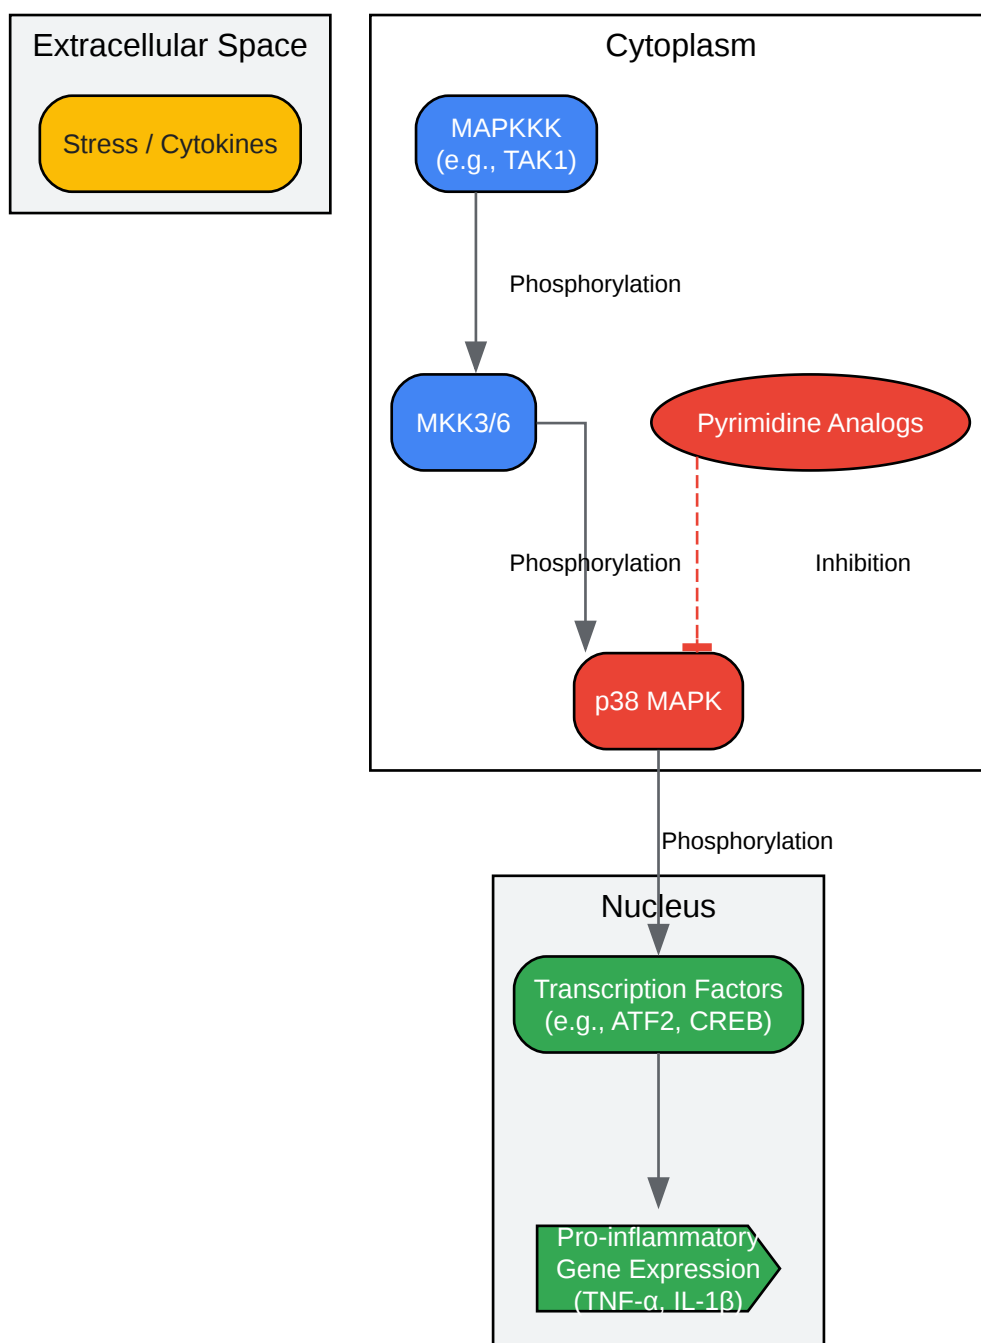 Extracellular Space
Stress / Cytokines
Cytoplasm
MAPKKK
(e.g., TAK1)
Phosphorylation
MKK3/6
Pyrimidine Analogs
Phosphorylation
Inhibition
p38 MAPK
Phosphorylation
Nucleus
Transcription Factors
(e.g., ATF2, CREB)
Pro-inflammatory
Gene Expression
(TNF-α, IL-1β)